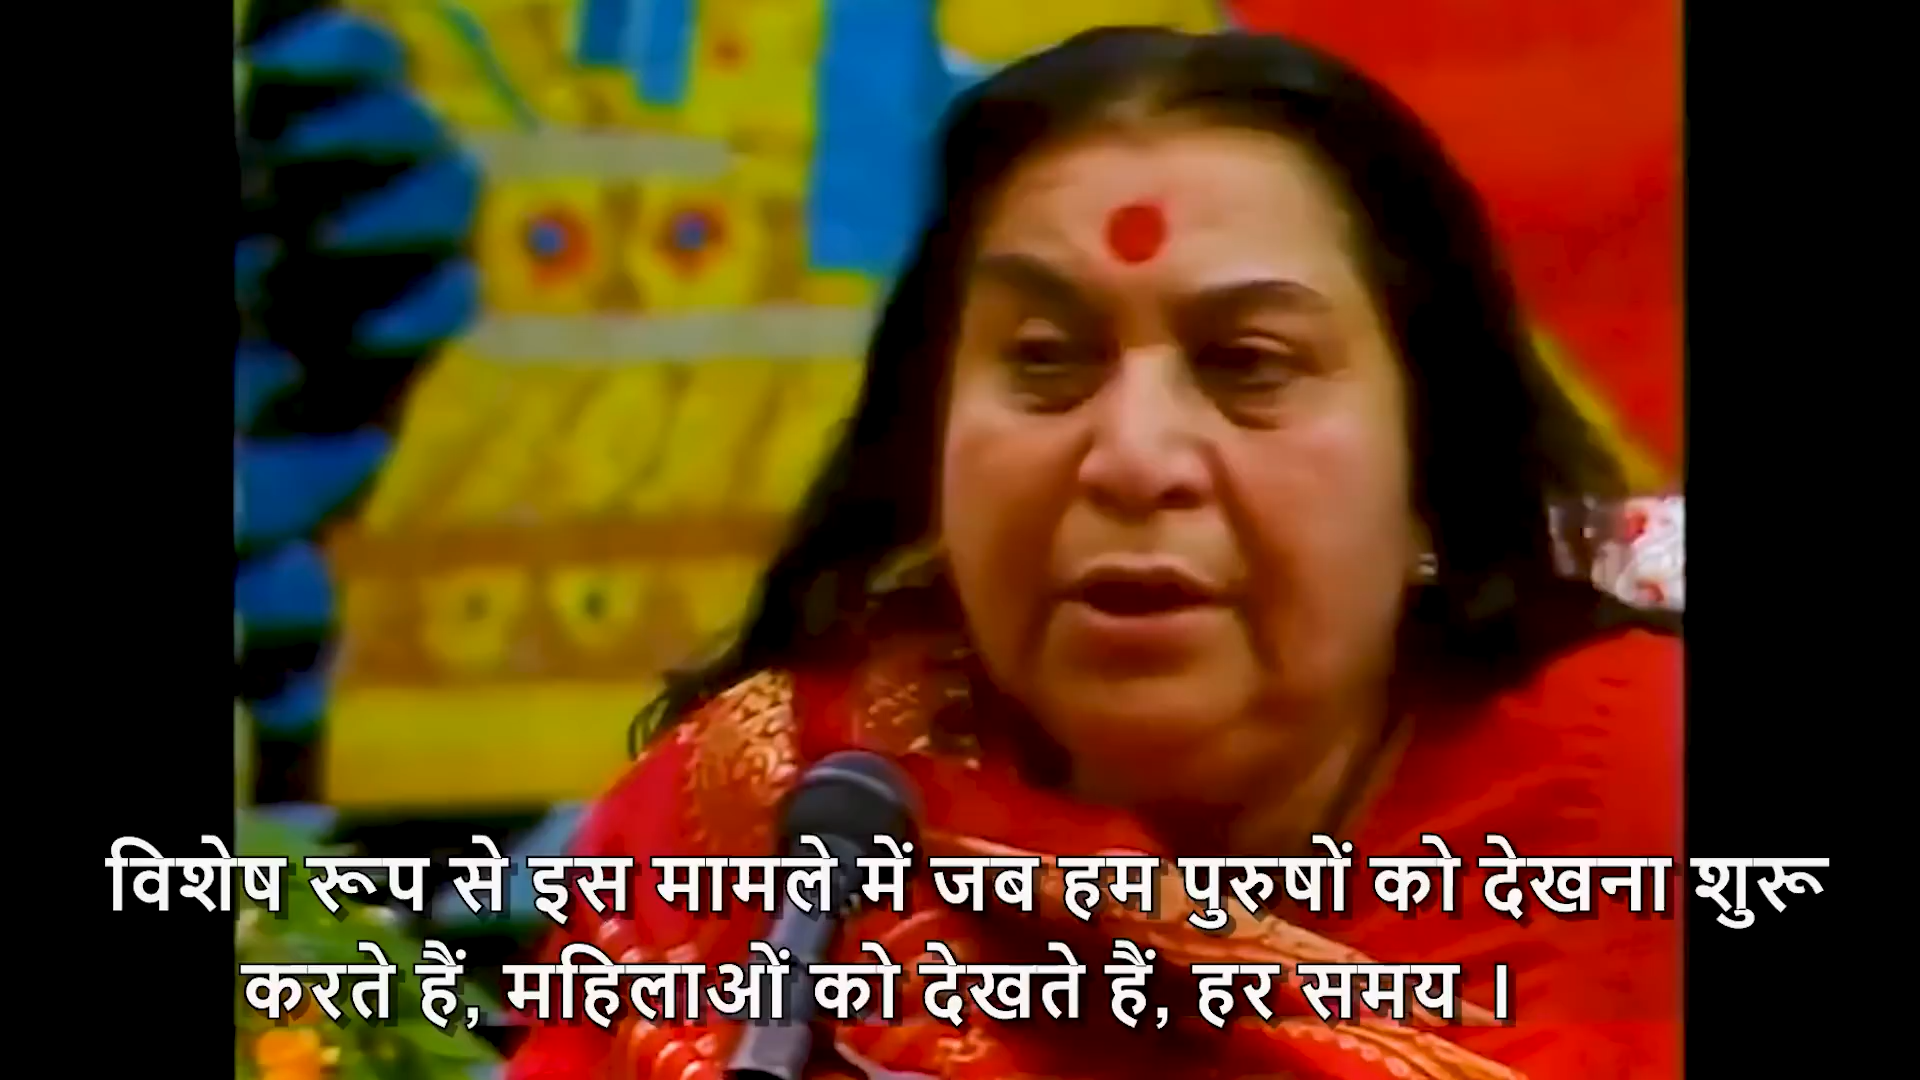 विशेष रूप से इस मामले में जब हम पुरुषों को देखना शुरू
करते हैं, महिलाओं को देखते हैं, हर समय ।